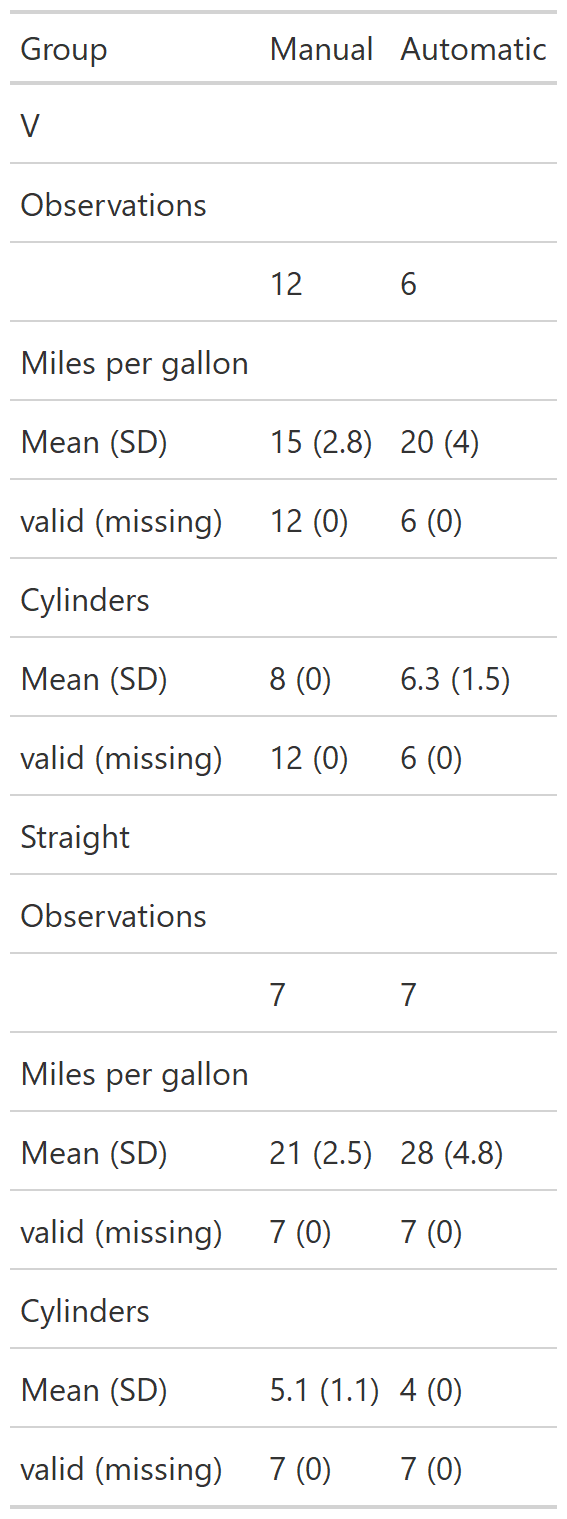 Group Manual Automatic
V
Observations
12 6
Miles per gallon
Mean (SD) 15 (2.8) 20 (4)
valid (missing) 12 (0) 6 (0)
Cylinders
Mean (SD) 8 (0) 6.3 (1.5)
valid (missing) 12 (0) 6 (0)
Straight
Observations
7 7
Miles per gallon
Mean (SD) 21 (2.5) 28 (4.8)
valid (missing) 7 (0) 7 (0)
Cylinders
Mean (SD) 5.1 (1.1) 4 (0)
valid (missing) 7 (0) 7 (0)